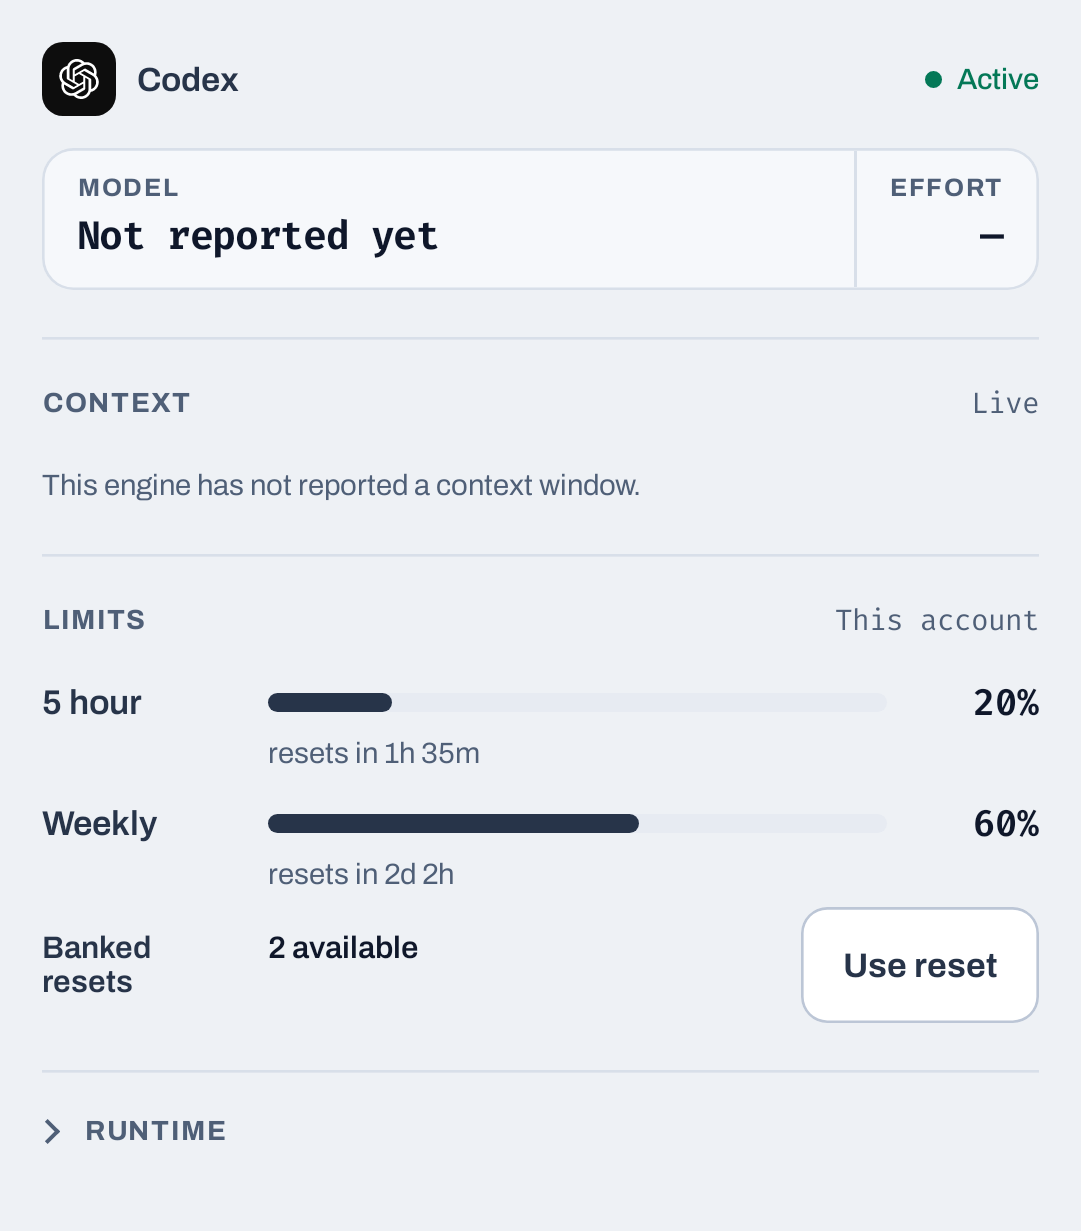 Codex
Active
MODEL
EFFORT
Not reported yet
—
CONTEXT
Live
This engine has not reported a context window.
LIMITS
This account
5 hour
20%
resets in 1h 35m
Weekly
60%
resets in 2d 2h
Banked
resets
2 available
Use reset
RUNTIME